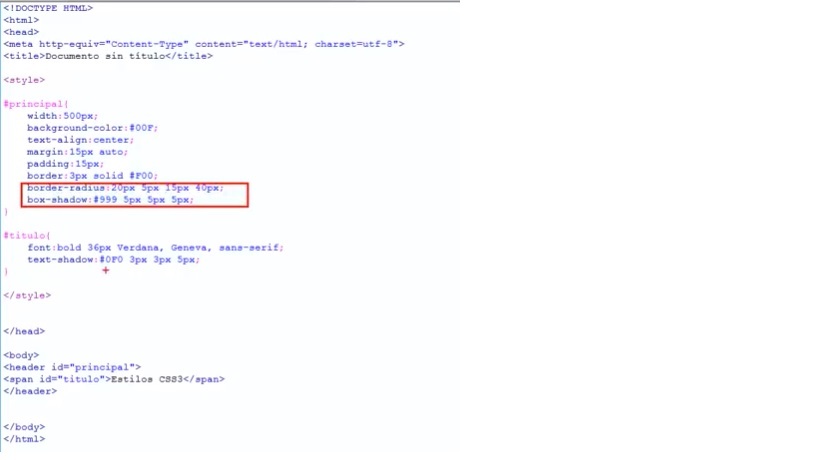 <!DOCTYPE HTML>
<html>
<head>
<meta http-equiv="Content-Type" content="text/html; charset=utf-8">
<title>Documento sin título</title>
<style>
#principal{
width:500px;
background-color:#00F;
text-align:center;
margin:15px auto;
padding:15px;
border:3px solid #F00;
border-radius:20px 5px 15px 40px;
box-shadow:#999 5px 5px 5px;
}
#titulo{
font:bold 36px Verdana, Geneva, sans-serif;
text-shadow:#0F0 3px 3px 5px;
}
</style>
</head>
<body>
<header id="principal">
<span id="titulo">Estilos CSS3</span>
</header>
</body>
</html>